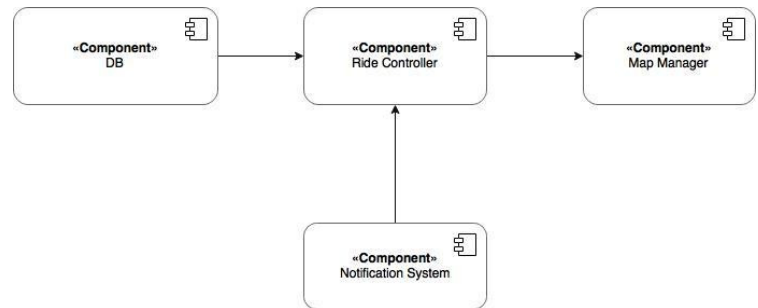 «Component»
DB
«Component»
Ride Controller
«Component»
Map Manager
«Component»
Notification System